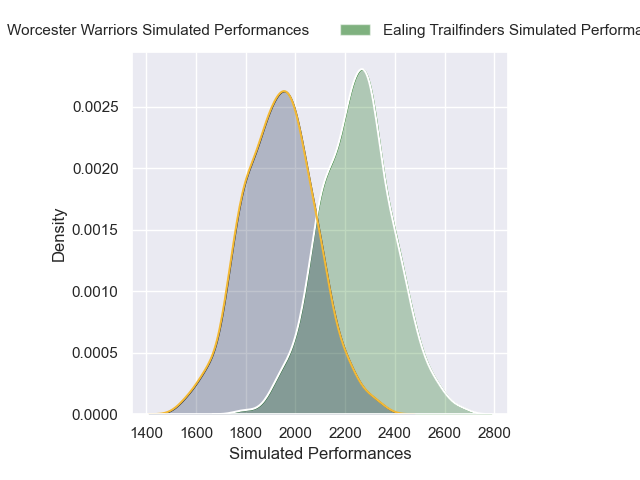 Worcester Warriors Simulated Performances
Ealing Trailfinders Simulated Performa
0.0025
0.0020
0.0015
0.0010
0.0005
0.0000
Density
1400 1600 1800 2000 2200 2400 2600 2800
Simulated Performances